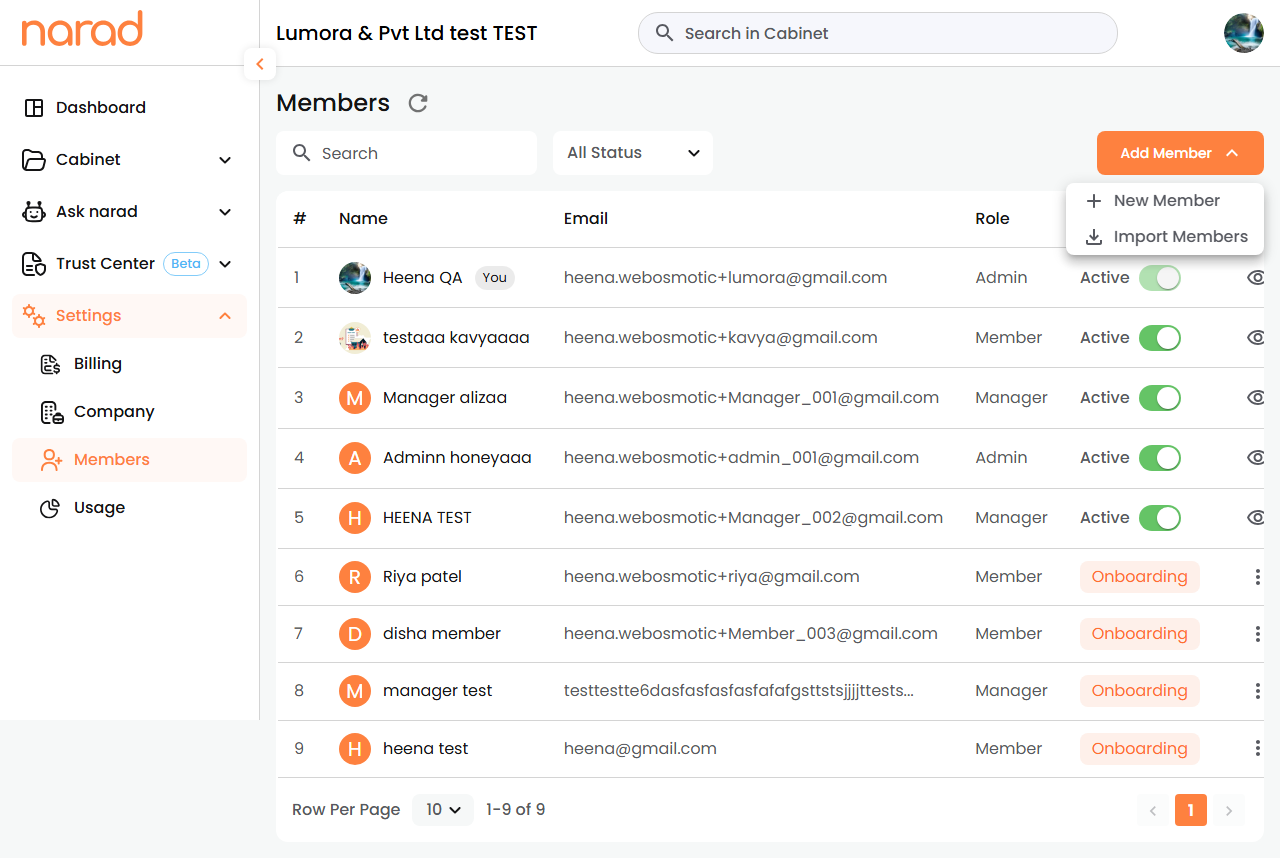 narad
Lumora & Pvt Ltd test TEST
Search in Cabinet
Dashboard
Cabinet
Ask narad
Trust Center Beta
Settings
Billing
Company
Members
Usage
Members
Search
All Status
Add Member
New Member
Import Members
# Name Email Role
1 Heena QA You heena.webosmotic+lumora@gmail.com Admin Active
2 testaaa kavyaaaa heena.webosmotic+kavya@gmail.com Member Active
3 M Manager alizaa heena.webosmotic+Manager_001@gmail.com Manager Active
4 A Adminn honeyaaa heena.webosmotic+admin_001@gmail.com Admin Active
5 H HEENA TEST heena.webosmotic+Manager_002@gmail.com Manager Active
6 R Riya patel heena.webosmotic+riya@gmail.com Member Onboarding
7 D disha member heena.webosmotic+Member_003@gmail.com Member Onboarding
8 M manager test testtestte6dasfasfasfasfafafgsttstsjjjjttests... Manager Onboarding
9 H heena test heena@gmail.com Member Onboarding
Row Per Page 10 1-9 of 9
1